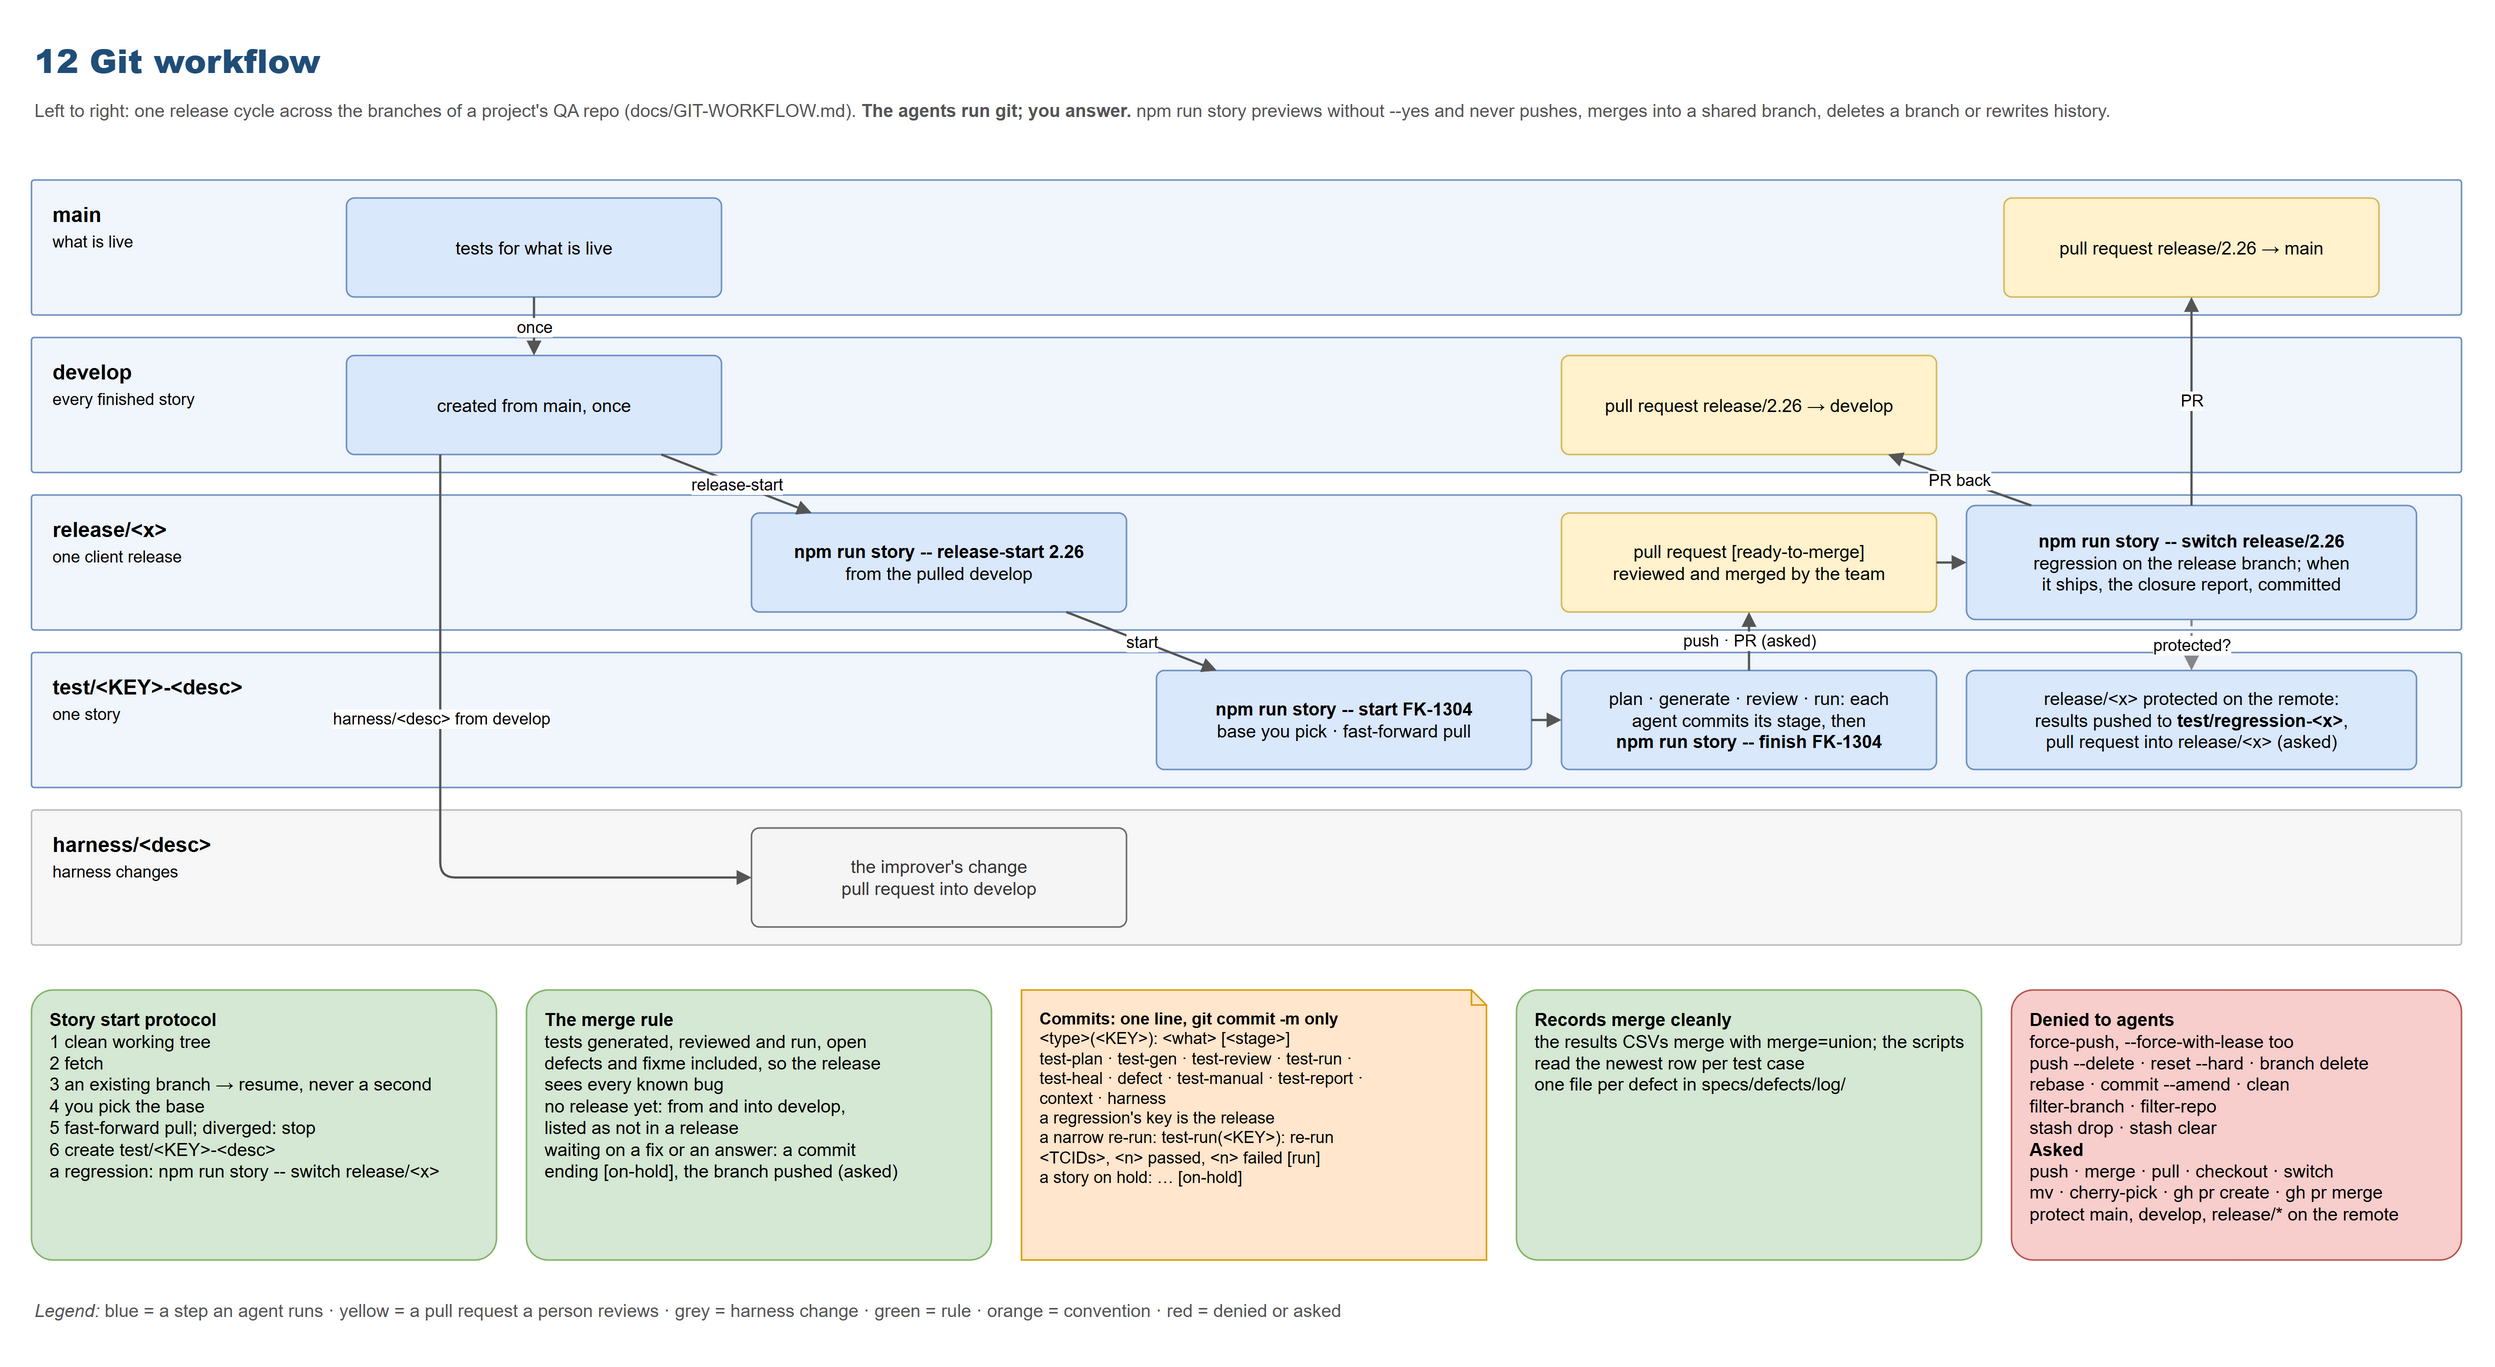 12 Git workflow
Left to right: one release cycle across the branches of a project's QA repo (docs/GIT-WORKFLOW.md). The agents run git; you answer. npm run story previews without --yes and never pushes, merges into a shared branch, deletes a branch or rewrites history.
main
what is live
tests for what is live
pull request release/2.26 → main
once
develop
every finished story
created from main, once
pull request release/2.26 → develop
PR
release-start
PR back
release/<x>
one client release
npm run story -- release-start 2.26
from the pulled develop
pull request [ready-to-merge]
reviewed and merged by the team
npm run story -- switch release/2.26
regression on the release branch; when
it ships, the closure report, committed
start
push · PR (asked)
protected?
test/<KEY>-<desc>
one story
harness/<desc> from develop
npm run story -- start FK-1304
base you pick · fast-forward pull
plan · generate · review · run: each
agent commits its stage, then
npm run story -- finish FK-1304
release/<x> protected on the remote:
results pushed to test/regression-<x>,
pull request into release/<x> (asked)
harness/<desc>
harness changes
the improver's change
pull request into develop
Story start protocol
1 clean working tree
2 fetch
3 an existing branch → resume, never a second
4 you pick the base
5 fast-forward pull; diverged: stop
6 create test/<KEY>-<desc>
a regression: npm run story -- switch release/<x>
The merge rule
tests generated, reviewed and run, open
defects and fixme included, so the release
sees every known bug
no release yet: from and into develop,
listed as not in a release
waiting on a fix or an answer: a commit
ending [on-hold], the branch pushed (asked)
Commits: one line, git commit -m only
<type>(<KEY>): <what> [<stage>]
test-plan · test-gen · test-review · test-run ·
test-heal · defect · test-manual · test-report ·
context · harness
a regression's key is the release
a narrow re-run: test-run(<KEY>): re-run
<TCIDs>, <n> passed, <n> failed [run]
a story on hold: … [on-hold]
Records merge cleanly
the results CSVs merge with merge=union; the scripts
read the newest row per test case
one file per defect in specs/defects/log/
Denied to agents
force-push, --force-with-lease too
push --delete · reset --hard · branch delete
rebase · commit --amend · clean
filter-branch · filter-repo
stash drop · stash clear
Asked
push · merge · pull · checkout · switch
mv · cherry-pick · gh pr create · gh pr merge
protect main, develop, release/* on the remote
Legend: blue = a step an agent runs · yellow = a pull request a person reviews · grey = harness change · green = rule · orange = convention · red = denied or asked